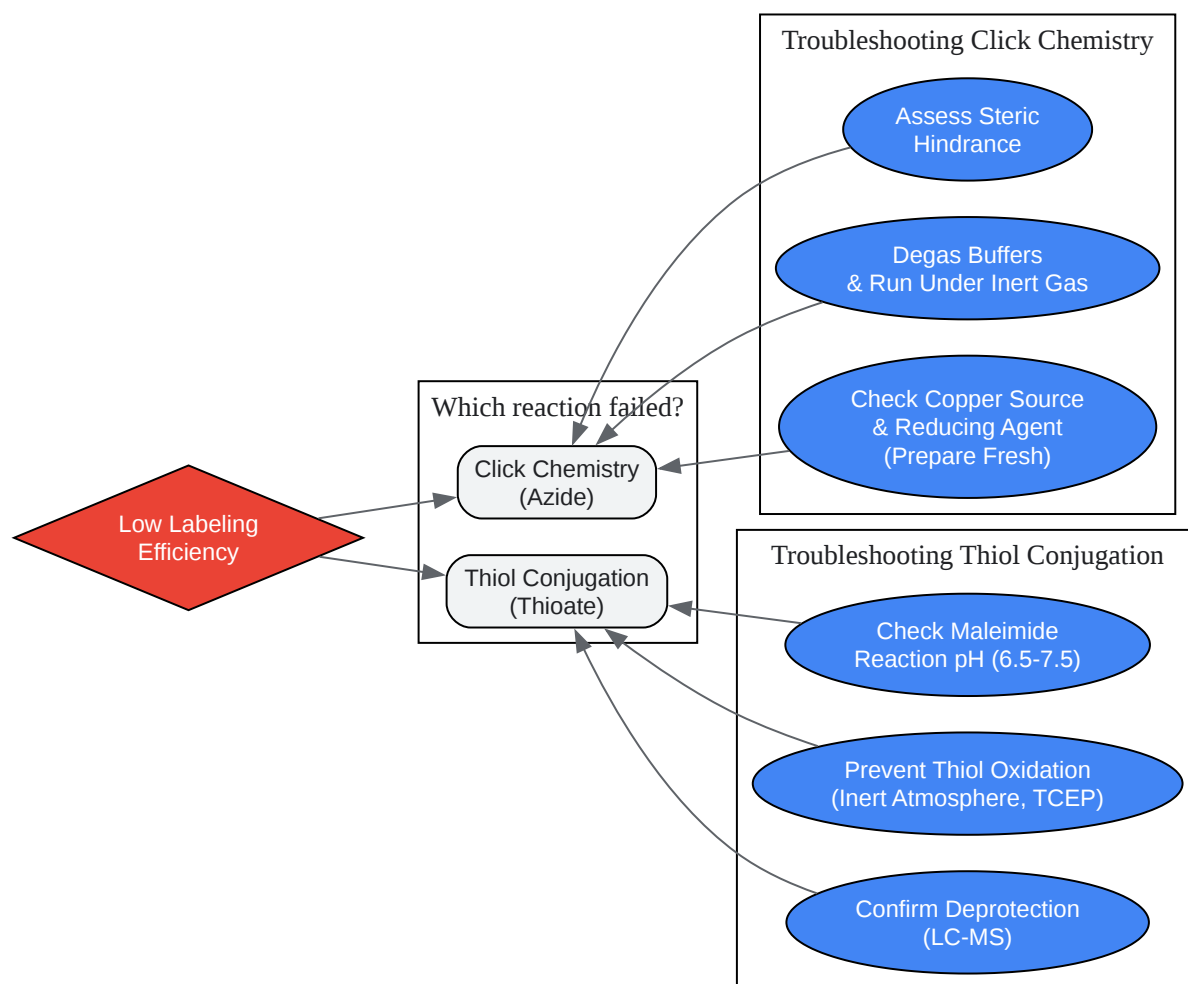 Low Labeling
Efficiency
Which reaction failed?
Click Chemistry
(Azide)
Thiol Conjugation
(Thioate)
Troubleshooting Click Chemistry
Assess Steric
Hindrance
Degas Buffers
& Run Under Inert Gas
Check Copper Source
& Reducing Agent
(Prepare Fresh)
Troubleshooting Thiol Conjugation
Check Maleimide
Reaction pH (6.5-7.5)
Prevent Thiol Oxidation
(Inert Atmosphere, TCEP)
Confirm Deprotection
(LC-MS)